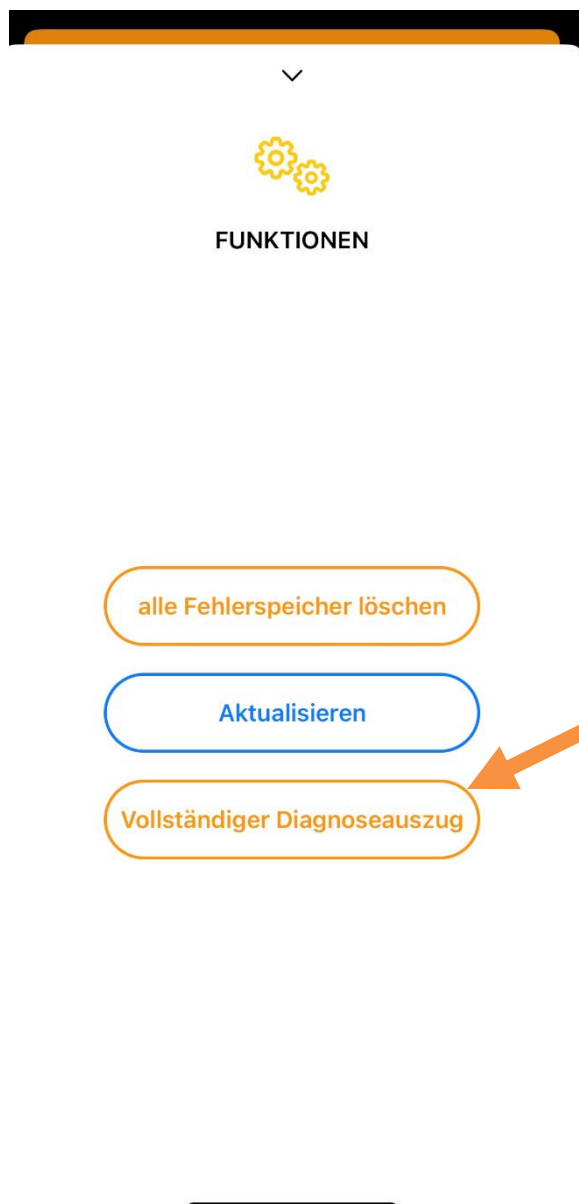 FUNKTIONEN
alle Fehlerspeicher löschen
Aktualisieren
Vollständiger Diagnoseauszug